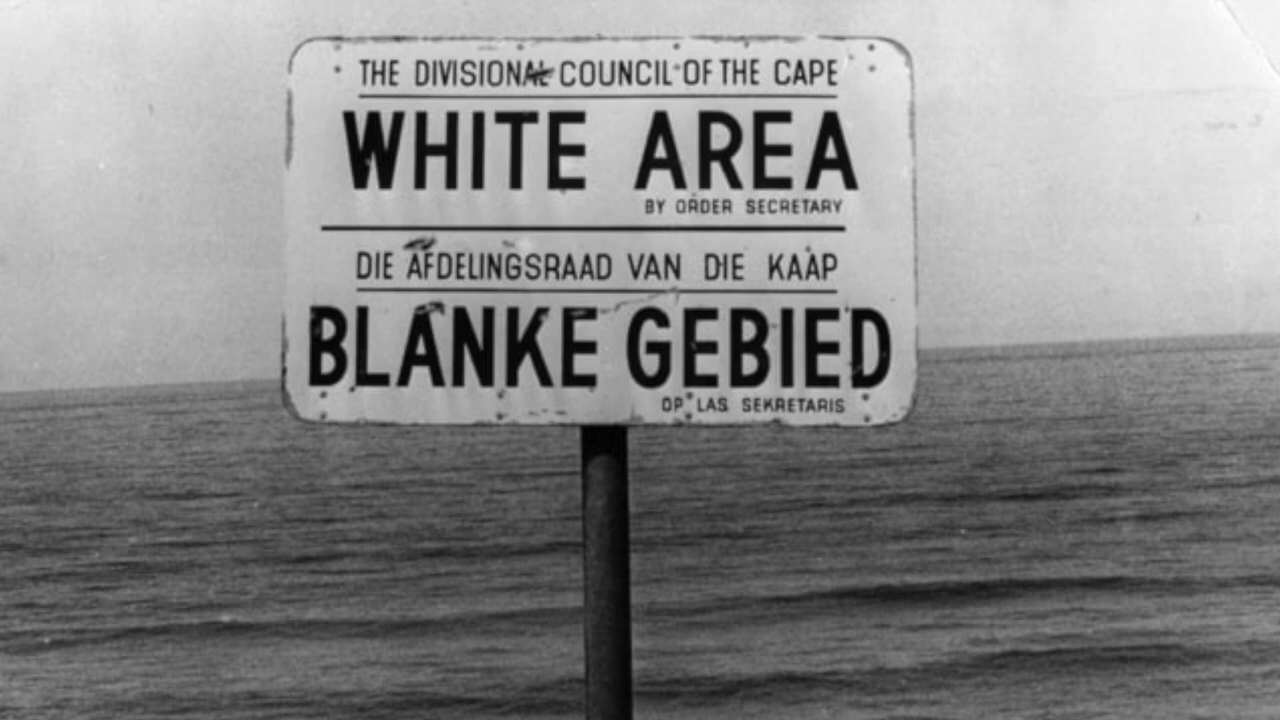 THE DIVISIONAL COUNCIL OF THE CAPE
WHITE AREA
BY ORDER SECRETARY
DIE AFDELINGSRAAD VAN DIE KAAP
BLANKE GEBIED
OP LAS SEKRETARIS